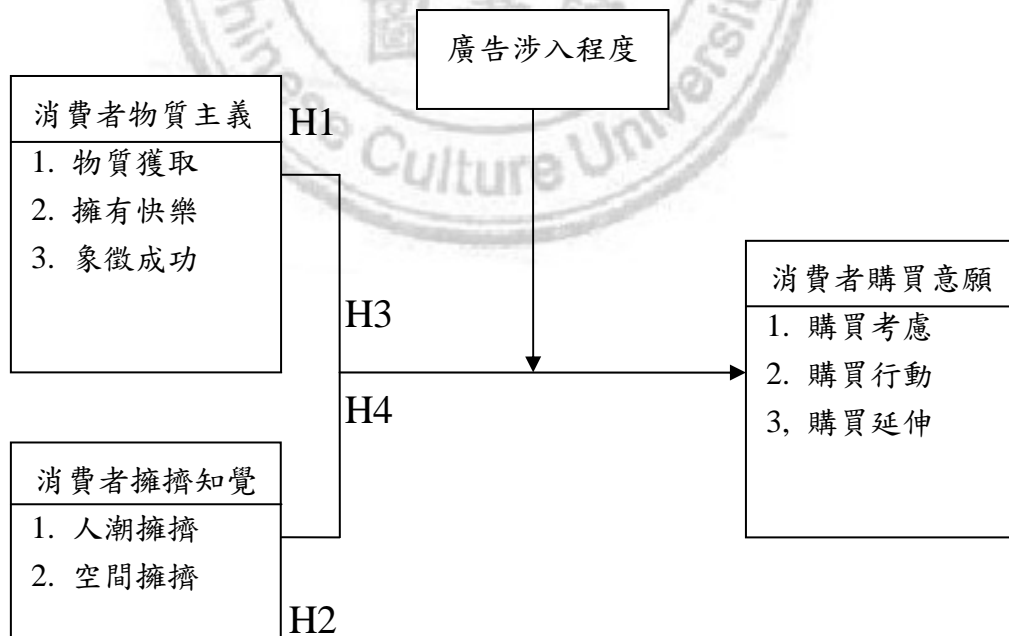 廣告涉入程度
消費者物質主義
H1
1. 物質獲取
2. 擁有快樂
3. 象徵成功
H3
H4
消費者擁擠知覺
1. 人潮擁擠
2. 空間擁擠
H2
消費者購買意願
1. 購買考慮
2. 購買行動
3, 購買延伸
Chinese Culture University